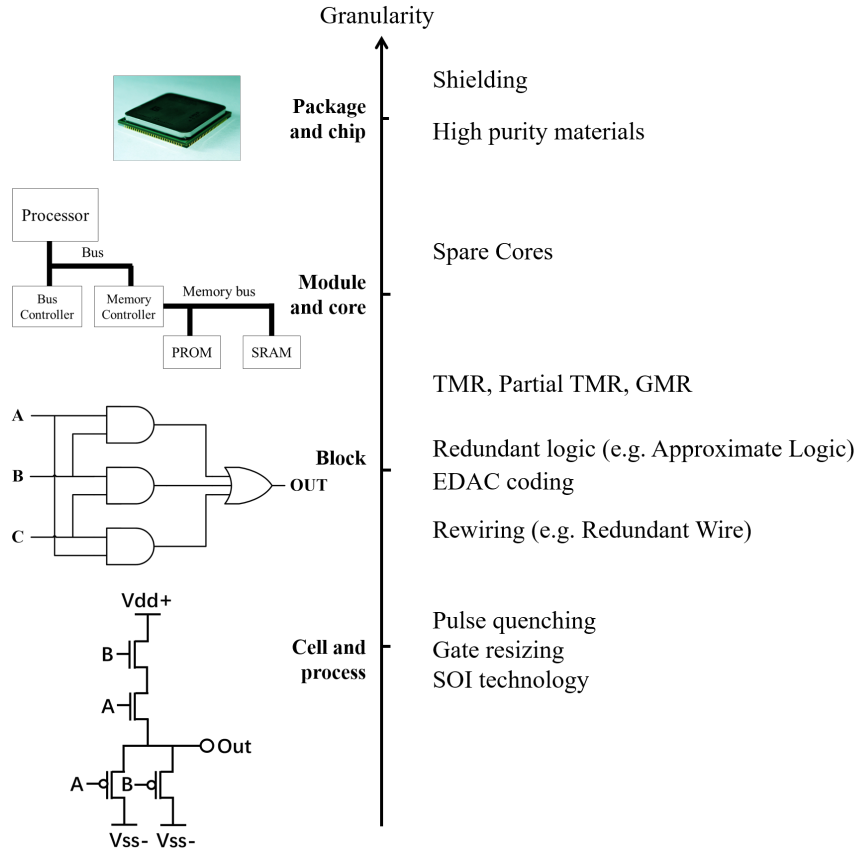 Granularity
Package
and chip
Shielding
High purity materials
Processor
Bus
Bus
Controller
Memory
Controller
Memory bus
PROM
SRAM
Module
and core
Spare Cores
TMR, Partial TMR, GMR
A
B
C
OUT
Block
Redundant logic (e.g. Approximate Logic)
EDAC coding
Rewiring (e.g. Redundant Wire)
Vdd+
B
A
Out
A
B
Vss-
Vss-
Cell and
process
Pulse quenching
Gate resizing
SOI technology